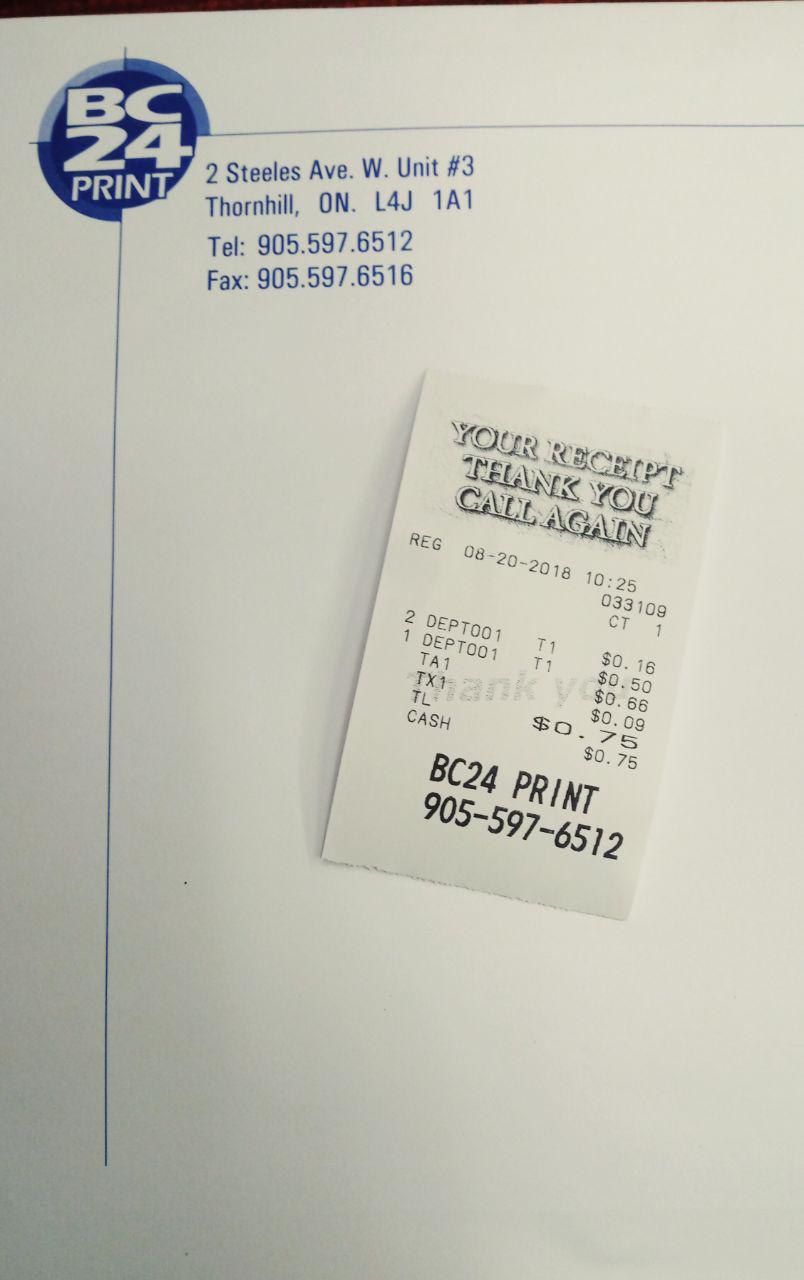 BC
24
PRINT
2 Steeles Ave. W. Unit #3
Thornhill, ON. L4J 1A1
Tel: 905.597.6512
Fax: 905.597.6516
YOUR RECEIPT
THANK YOU
CALL AGAIN
REG 08-20-2018 10:25
033109
CT 1
2 DEPT001 T1 $0.16
1 DEPT001 T1 $0.50
TA1 $0.66
TX1 $0.09
TL $0.75
CASH $0.75
Thank you
BC24 PRINT
905-597-6512